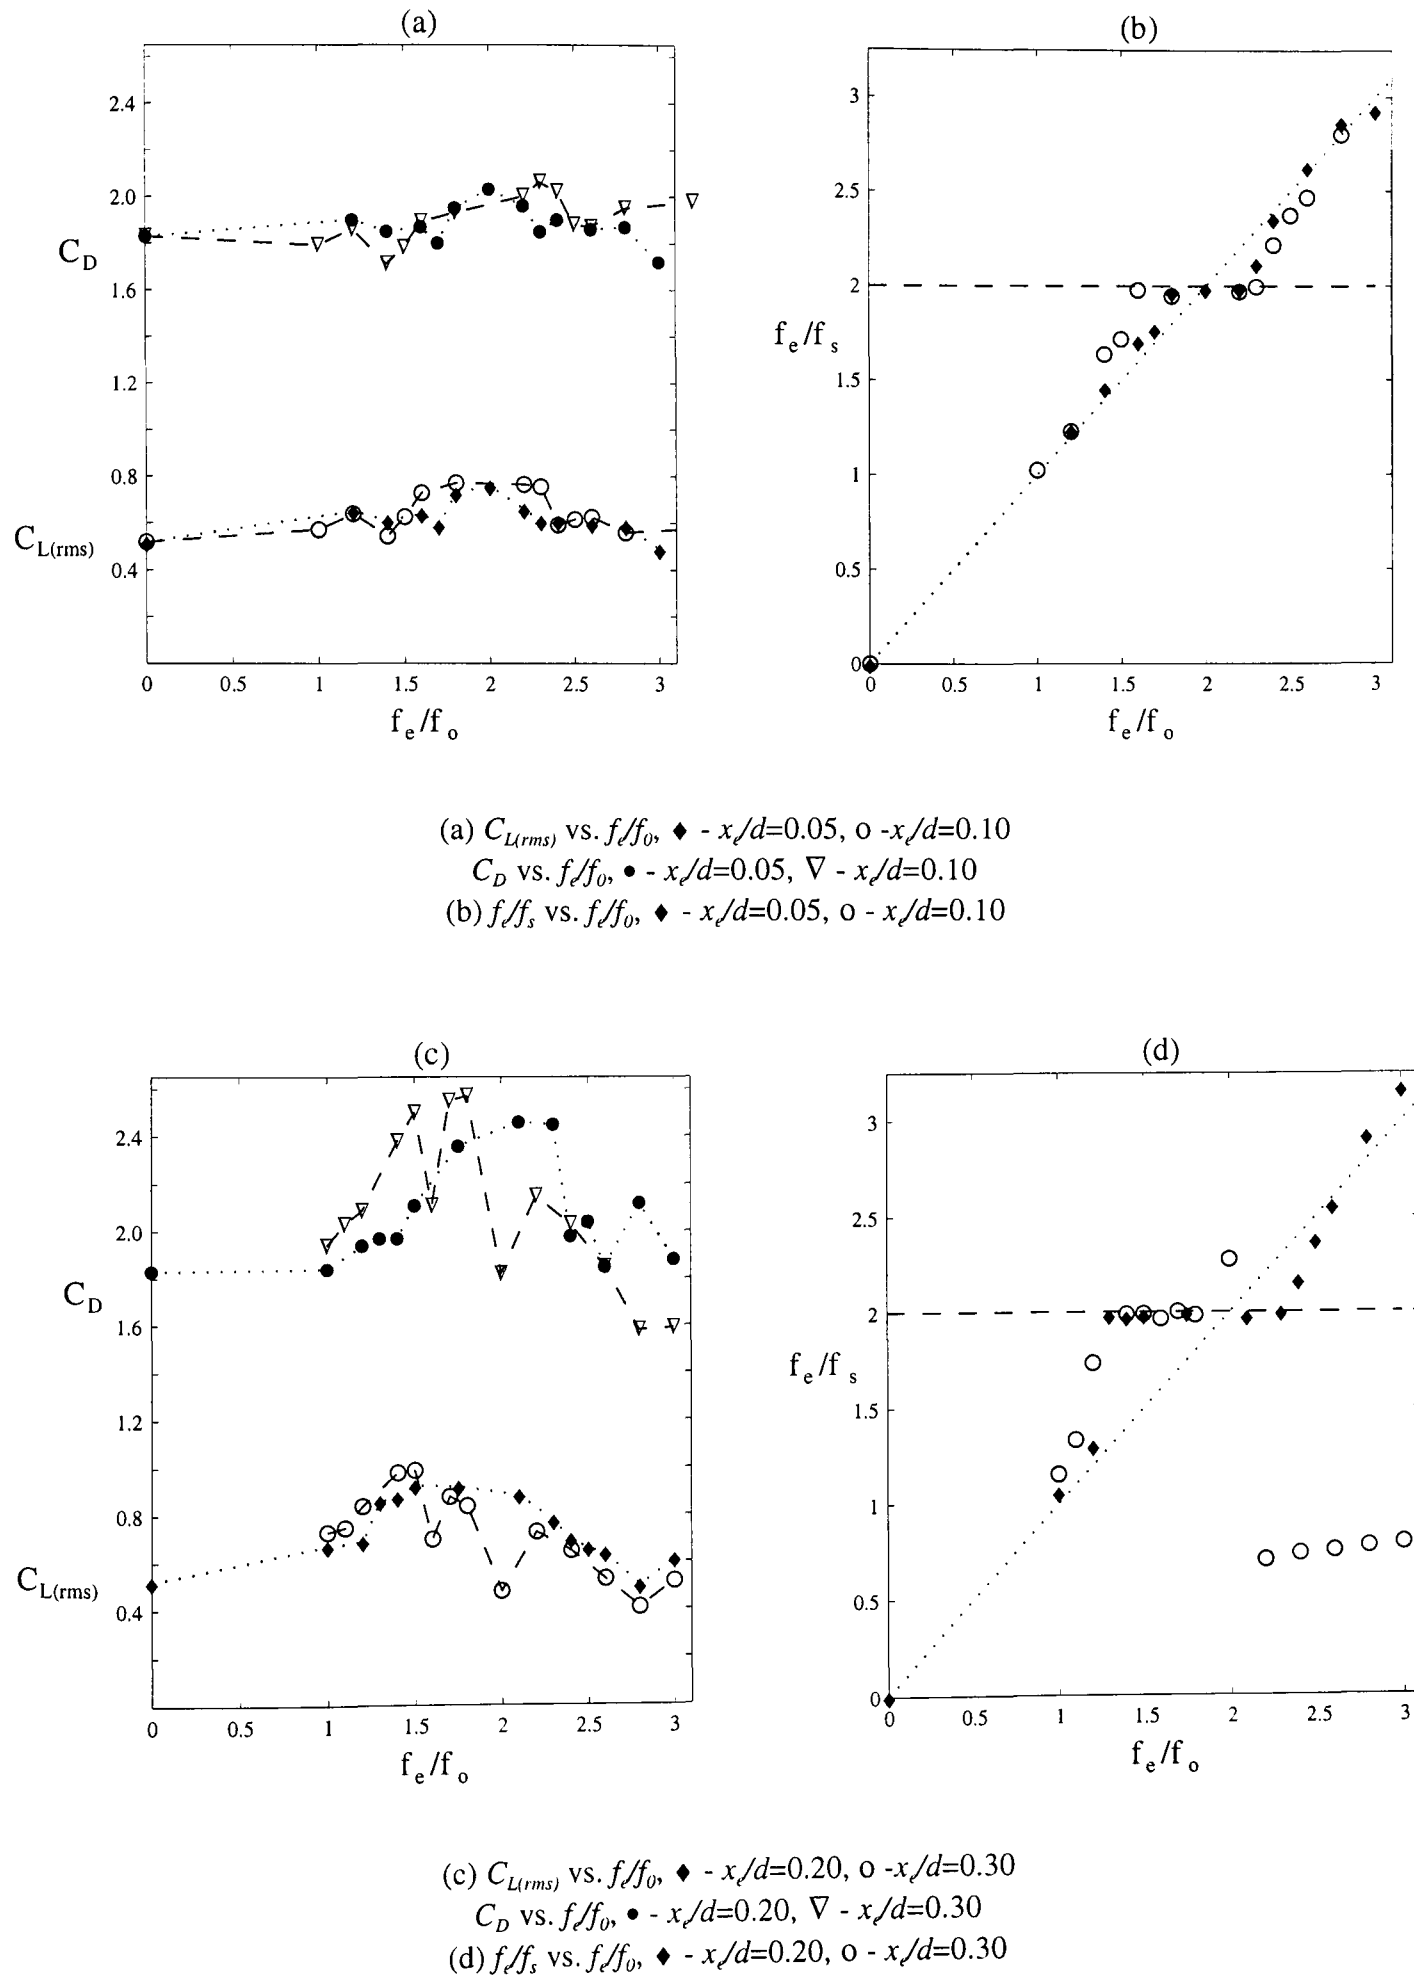 (a)
2.4
2.0
C_D
1.6
1.2
0.8
C_L(rms)
0.4
0 0.5 1 1.5 2 2.5 3
f_e/f_o
(b)
3
2.5
2
f_e/f_s
1.5
1
0.5
0
0 0.5 1 1.5 2 2.5 3
f_e/f_o
(a) C_L(rms) vs. f_e/f_0, ♦ - x_e/d=0.05, o -x_e/d=0.10
C_D vs. f_e/f_0, ● - x_e/d=0.05, ∇ - x_e/d=0.10
(b) f_e/f_s vs. f_e/f_0, ♦ - x_e/d=0.05, o - x_e/d=0.10
(c)
2.4
2.0
C_D
1.6
1.2
0.8
C_L(rms)
0.4
0 0.5 1 1.5 2 2.5 3
f_e/f_o
(d)
3
2.5
2
f_e/f_s
1.5
1
0.5
0
0 0.5 1 1.5 2 2.5 3
f_e/f_o
(c) C_L(rms) vs. f_e/f_0, ♦ - x_e/d=0.20, o -x_e/d=0.30
C_D vs. f_e/f_0, ● - x_e/d=0.20, ∇ - x_e/d=0.30
(d) f_e/f_s vs. f_e/f_0, ♦ - x_e/d=0.20, o - x_e/d=0.30